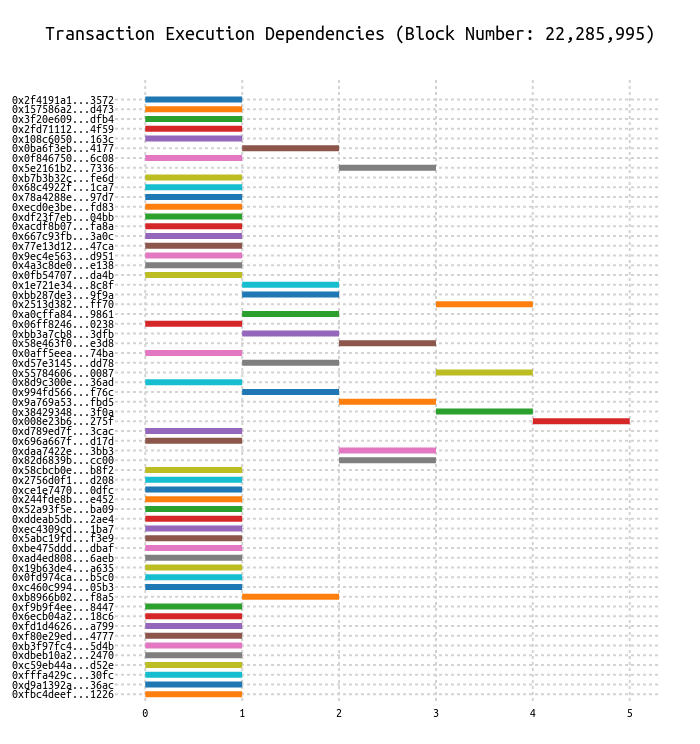 Transaction Execution Dependencies (Block Number: 22,285,995)
0x2f4191a1...3572
0x157586a2...d473
0x3f20e609...dfb4
0x2fd71112...4f59
0x108c6050...163c
0x0ba6f3eb...4177
0x0f846750...6c08
0x5e2161b2...7336
0xb7b3b32c...fe6d
0x68c4922f...1ca7
0x78a4288e...97d7
0xecd0e3be...fd83
0xdf23f7eb...04bb
0xacdf8b07...fa8a
0x667c93fb...3a0c
0x77e13d12...47ca
0x9ec4e563...d951
0x4a3c8de0...e138
0x0fb54707...da4b
0x1e721e34...8c8f
0xbb287de3...9f9a
0x2513d382...ff70
0xa0cffa84...9861
0x06ff8246...0238
0xbb3a7cb8...3dfb
0x58e463f0...e3d8
0x0aff5eea...74ba
0xd57e3145...dd78
0x55784606...0087
0x8d9c300e...36ad
0x994fd566...f76c
0x9a769a53...fbd5
0x38429348...3f0a
0x008e23b6...275f
0xd789ed7f...3cac
0x696a667f...d17d
0xdaa7422e...3bb3
0x82d6839b...cc00
0x58cbcb0e...b8f2
0x2756d0f1...d208
0xce1e7470...0dfc
0x244fde8b...e452
0x52a93f5e...ba09
0xddeab5db...2ae4
0xec4309cd...1ba7
0x5abc19fd...f3e9
0xbe475ddd...dbaf
0xad4ed808...6aeb
0x19b63de4...a635
0x0fd974ca...b5c0
0xc460c994...05b3
0xb8966b02...f8a5
0xf9b9f4ee...8447
0x6ecb04a2...18c6
0xfd1d4626...a799
0xf80e29ed...4777
0xb3f97fc4...5d4b
0xdbeb10a2...2470
0xc59eb44a...d52e
0xfffa429c...30fc
0xd9a1392a...36ac
0xfbc4deef...1226
0 1 2 3 4 5